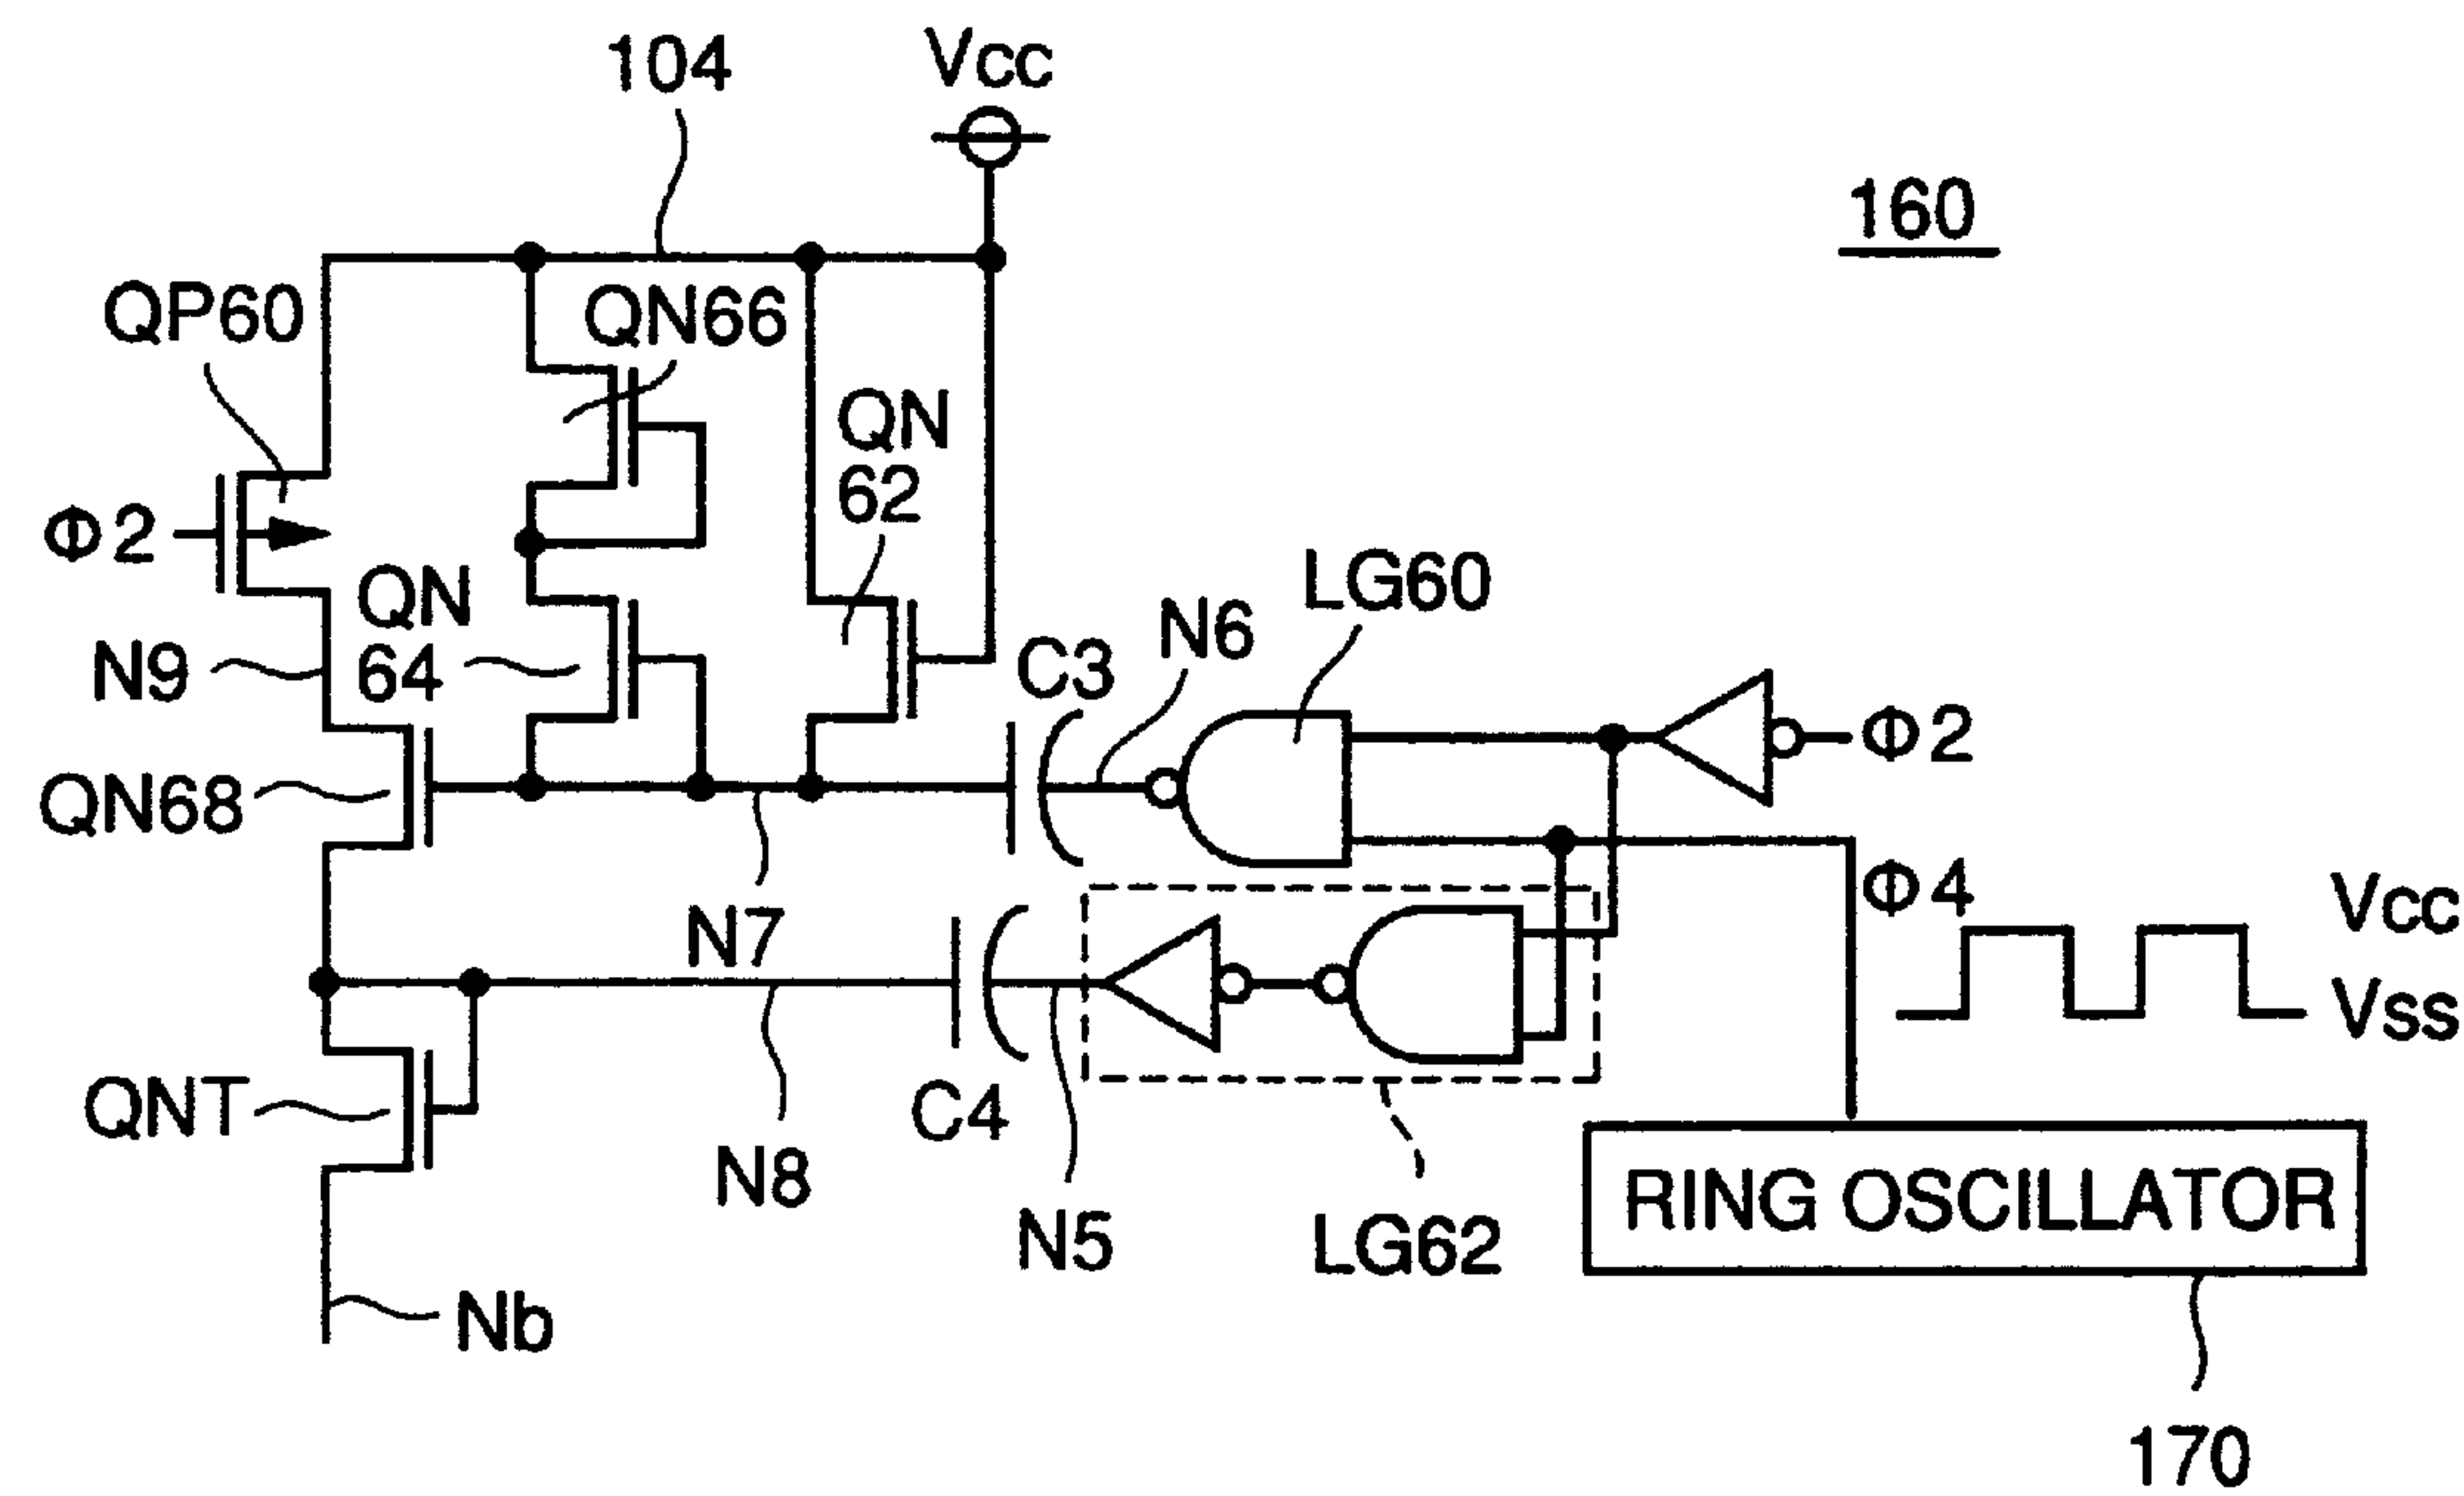 104
Vcc
160
QP60
QN66
QN
62
Φ2
QN
64
LG60
N6
C3
N9
Φ2
QN68
Φ4
Vcc
N7
Vss
QNT
C4
N8
N5
LG62
RING OSCILLATOR
Nb
170